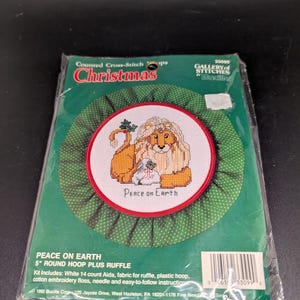 Counted Cross-Stitch
Christmas
GALLERY of
STITCHES
Peace on Earth
PEACE ON EARTH
5" ROUND HOOP PLUS RUFFLE
Kit Includes: White 14 count Aida, fabric for ruffle, plastic hoop,
cotton embroidery floss, needle and easy-to-follow instructions.